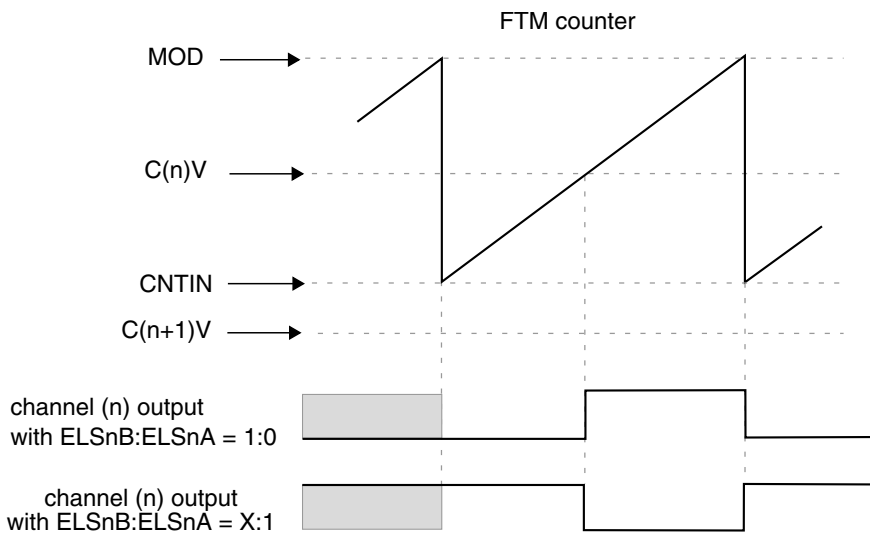 FTM counter
MOD
C(n)V
CNTIN
C(n+1)V
channel (n) output
with ELSnB:ELSnA = 1:0
channel (n) output
with ELSnB:ELSnA = X:1